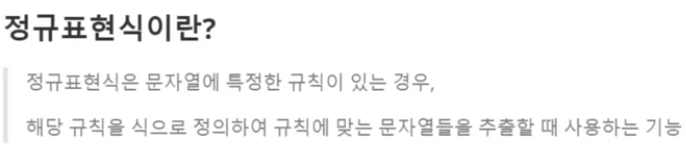 정규표현식이란?
정규표현식은 문자열에 특정한 규칙이 있는 경우,
해당 규칙을 식으로 정의하여 규칙에 맞는 문자열들을 추출할 때 사용하는 기능